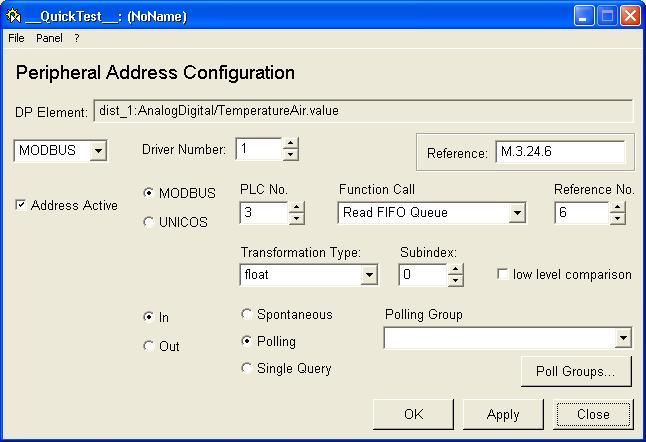 __QuickTest__: (NoName)
File Panel ?
Peripheral Address Configuration
DP Element: dist_1:AnalogDigital/TemperatureAir.value
MODBUS Driver Number: 1 Reference: M.3.24.6
Address Active MODBUS PLC No. Function Call Reference No.
UNICOS 3 Read FIFO Queue 6
Transformation Type: Subindex:
float 0 low level comparison
In Spontaneous Polling Group
Out Polling
Single Query Poll Groups...
OK Apply Close